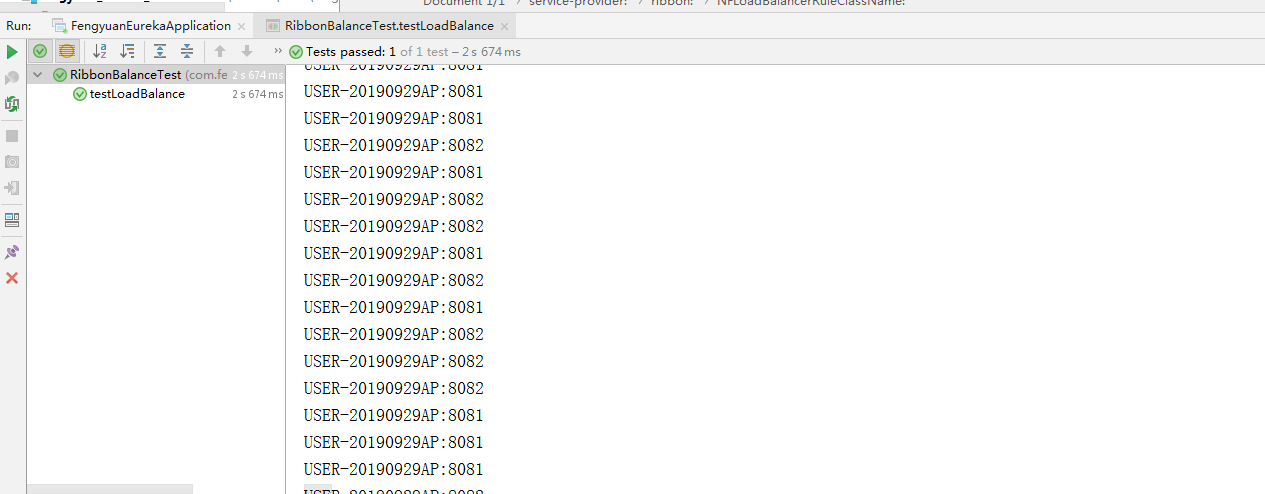 Document 1/1 › service-provider: › ribbon: › NFLoadBalancerRuleClassName:
Run: FengyuanEurekaApplication × RibbonBalanceTest.testLoadBalance ×
» Tests passed: 1 of 1 test – 2 s 674 ms
RibbonBalanceTest (com.fe 2 s 674 ms
testLoadBalance 2 s 674 ms
USER-20190929AP:8081
USER-20190929AP:8081
USER-20190929AP:8081
USER-20190929AP:8082
USER-20190929AP:8081
USER-20190929AP:8082
USER-20190929AP:8082
USER-20190929AP:8081
USER-20190929AP:8082
USER-20190929AP:8081
USER-20190929AP:8082
USER-20190929AP:8082
USER-20190929AP:8082
USER-20190929AP:8081
USER-20190929AP:8081
USER-20190929AP:8081